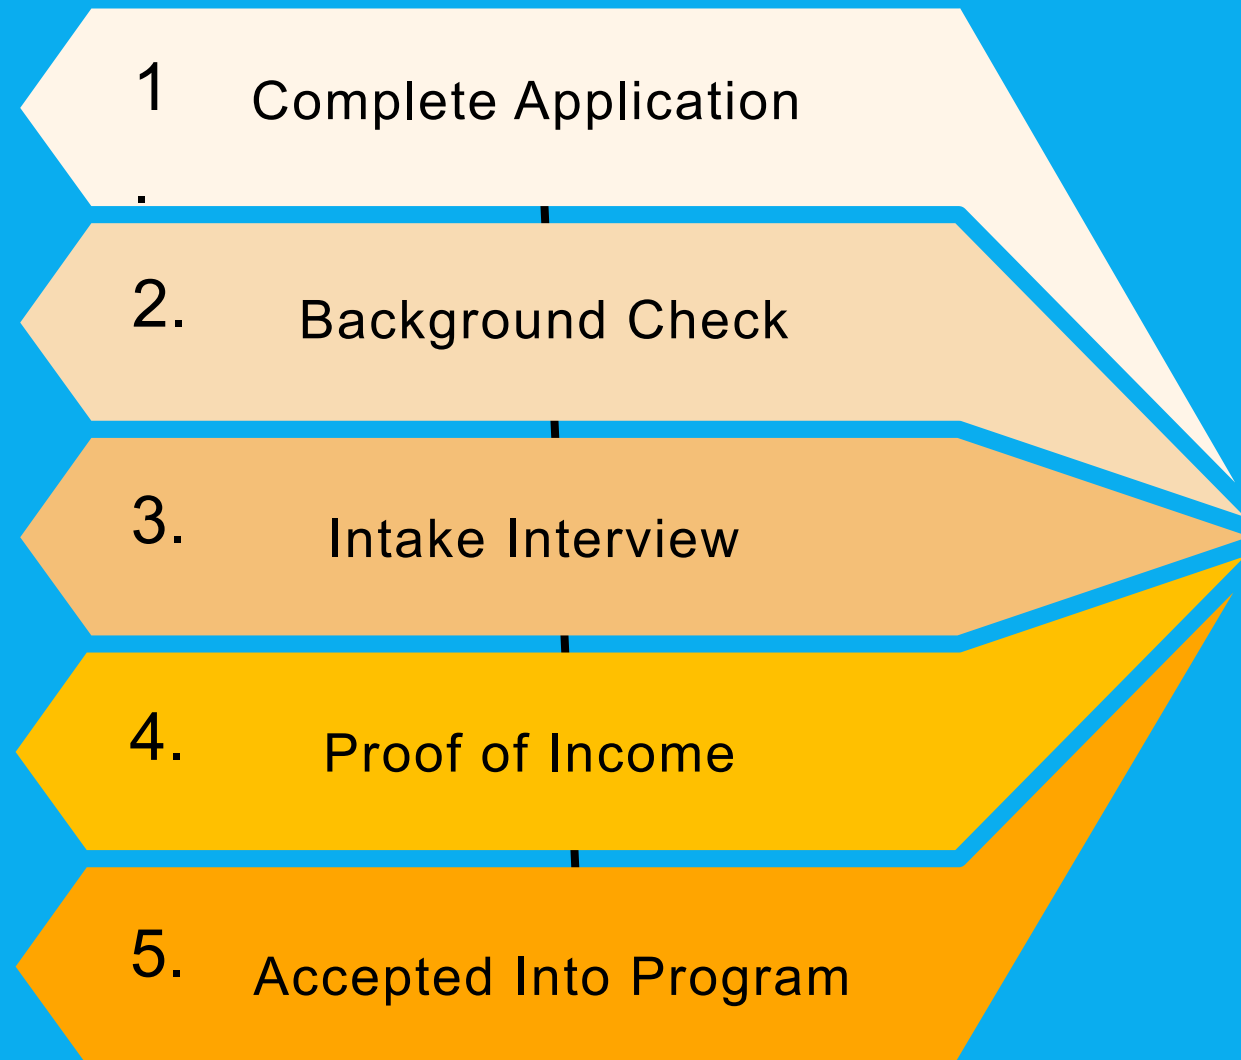 1 Complete Application
.
2. Background Check
3. Intake Interview
4. Proof of Income
5. Accepted Into Program